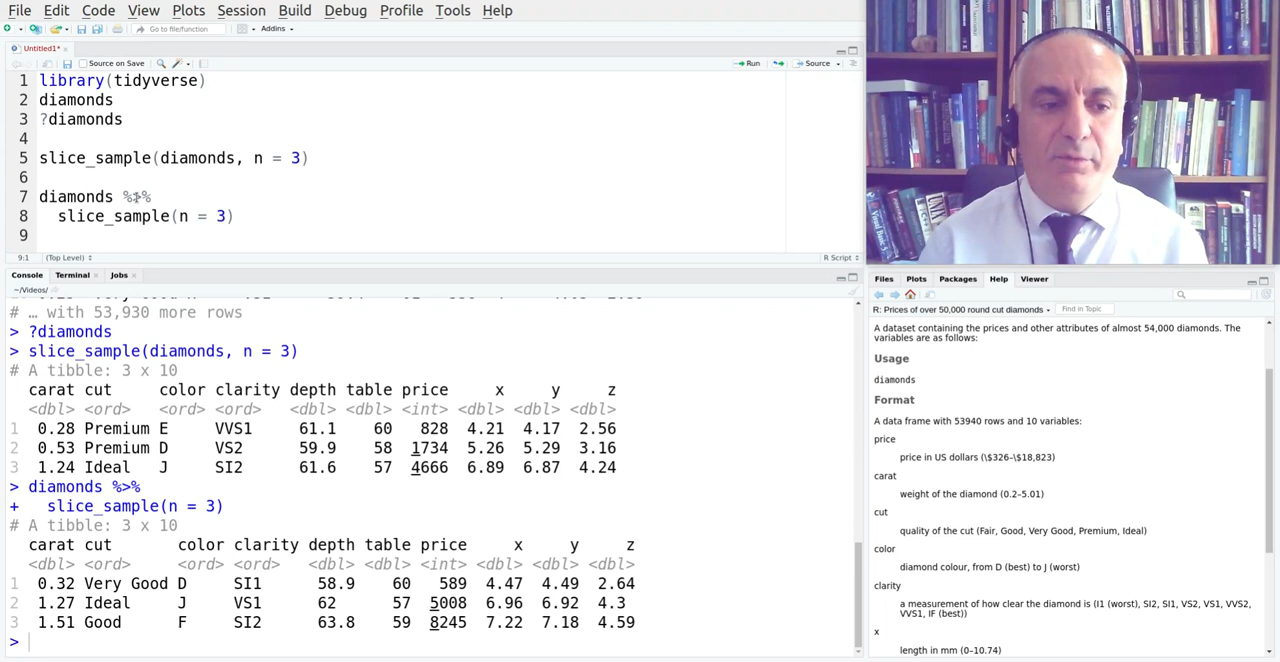 File Edit Code View Plots Session Build Debug Profile Tools Help
Go to file/function Addins
Untitled1*
Source on Save Run Source
1 library(tidyverse)
2 diamonds
3 ?diamonds
4
5 slice_sample(diamonds, n = 3)
6
7 diamonds %>%
8 slice_sample(n = 3)
9
9:1 (Top Level) R Script
Console Terminal Jobs
~/Videos/
# … with 53,930 more rows
> ?diamonds
> slice_sample(diamonds, n = 3)
# A tibble: 3 x 10
carat cut color clarity depth table price x y z
<dbl> <ord> <ord> <ord> <dbl> <dbl> <int> <dbl> <dbl> <dbl>
1 0.28 Premium E VVS1 61.1 60 828 4.21 4.17 2.56
2 0.53 Premium D VS2 59.9 58 1734 5.26 5.29 3.16
3 1.24 Ideal J SI2 61.6 57 4666 6.89 6.87 4.24
> diamonds %>%
+ slice_sample(n = 3)
# A tibble: 3 x 10
carat cut color clarity depth table price x y z
<dbl> <ord> <ord> <ord> <dbl> <dbl> <int> <dbl> <dbl> <dbl>
1 0.32 Very Good D SI1 58.9 60 589 4.47 4.49 2.64
2 1.27 Ideal J VS1 62 57 5008 6.96 6.92 4.3
3 1.51 Good F SI2 63.8 59 8245 7.22 7.18 4.59
>
Visual Basic 5
Files Plots Packages Help Viewer
R: Prices of over 50,000 round cut diamonds Find in Topic
A dataset containing the prices and other attributes of almost 54,000 diamonds. The
variables are as follows:
Usage
diamonds
Format
A data frame with 53940 rows and 10 variables:
price
price in US dollars (\$326–\$18,823)
carat
weight of the diamond (0.2–5.01)
cut
quality of the cut (Fair, Good, Very Good, Premium, Ideal)
color
diamond colour, from D (best) to J (worst)
clarity
a measurement of how clear the diamond is (I1 (worst), SI2, SI1, VS2, VS1, VVS2,
VVS1, IF (best))
x
length in mm (0–10.74)